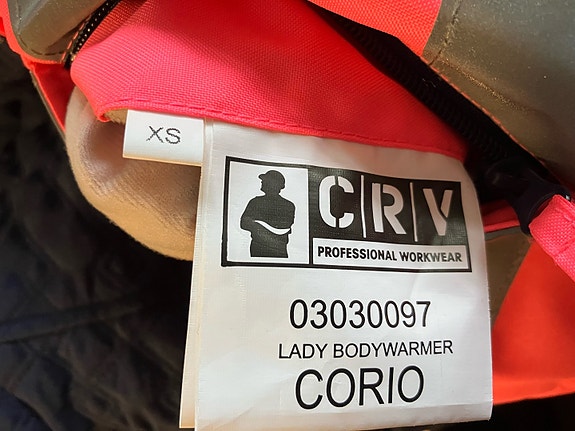 XS
CRV
PROFESSIONAL WORKWEAR
03030097
LADY BODYWARMER
CORIO